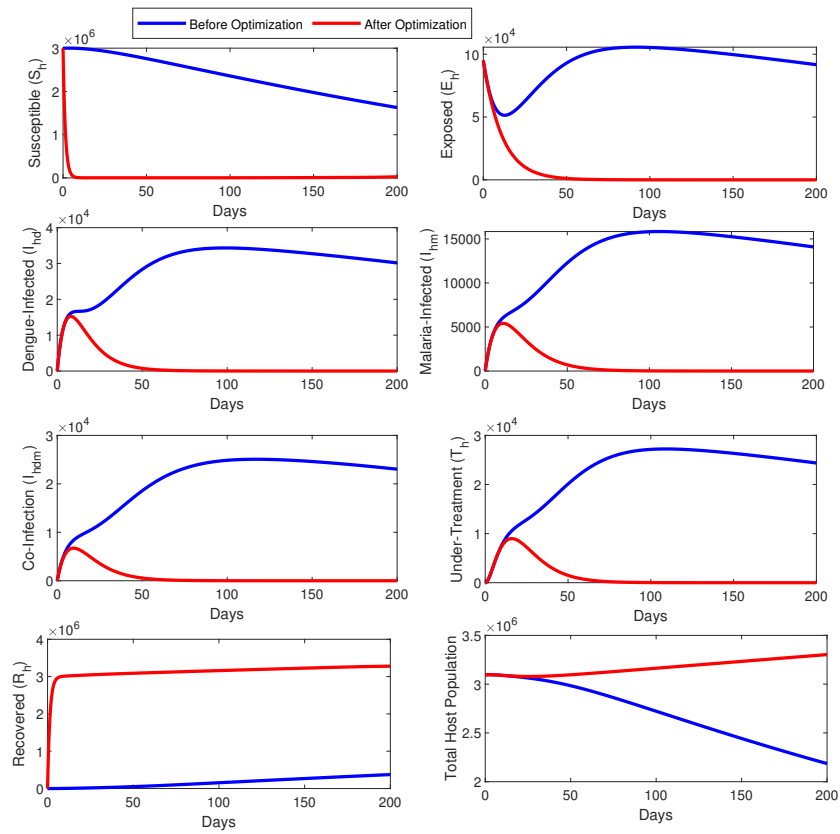 Before Optimization After Optimization
×10^6
Susceptible (S_h)
3
2
1
0
0 50 100 150 200
Days
×10^4
Exposed (E_h)
10
5
0
0 50 100 150 200
Days
×10^4
Dengue-Infected (I_hd)
4
3
2
1
0
0 50 100 150 200
Days
Malaria-Infected (I_hm)
15000
10000
5000
0
0 50 100 150 200
Days
×10^4
Co-Infection (I_hdm)
3
2
1
0
0 50 100 150 200
Days
×10^4
Under-Treatment (T_h)
3
2
1
0
0 50 100 150 200
Days
×10^6
Recovered (R_h)
4
3
2
1
0
0 50 100 150 200
Days
×10^6
Total Host Population
3.5
3
2.5
2
0 50 100 150 200
Days